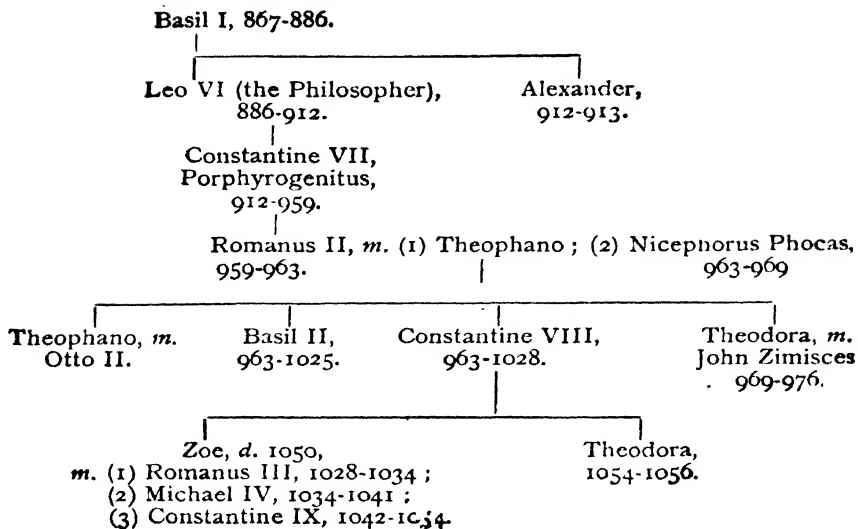 Basil I, 867-886.
Leo VI (the Philosopher), Alexander,
886-912. 912-913.
Constantine VII,
Porphyrogenitus,
912-959.
Romanus II, m. (1) Theophano ; (2) Nicephorus Phocas,
959-963. 963-969
Theophano, m. Basil II, Constantine VIII, Theodora, m.
Otto II. 963-1025. 963-1028. John Zimisces
969-976.
Zoe, d. 1050, Theodora,
m. (1) Romanus III, 1028-1034 ; 1054-1056.
(2) Michael IV, 1034-1041 ;
(3) Constantine IX,